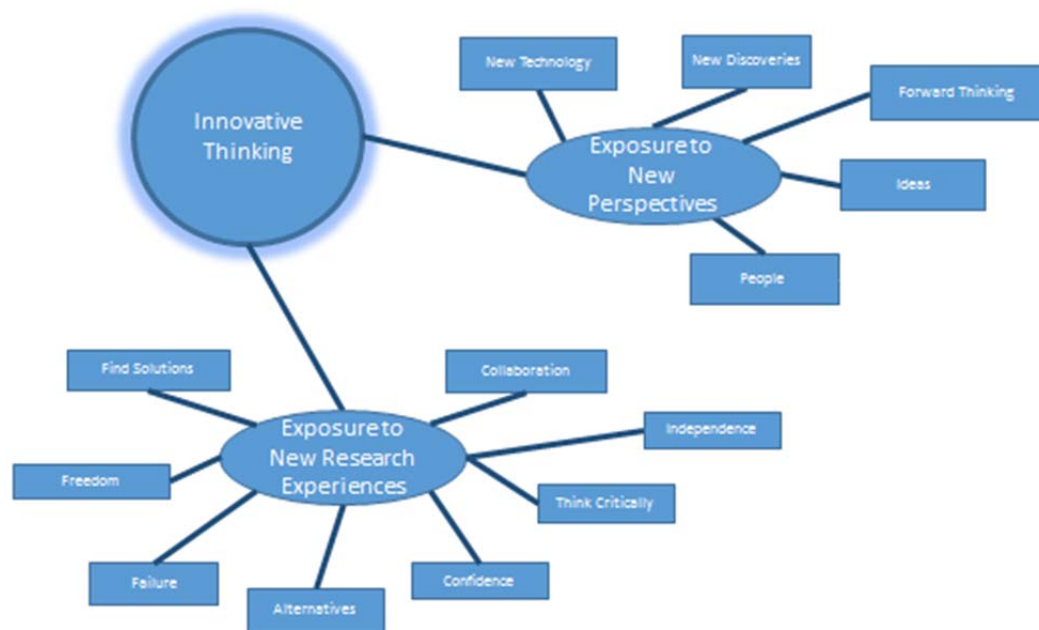 Innovative
Thinking
New Technology
New Discoveries
Forward Thinking
Exposure to
New
Perspectives
Ideas
People
Find Solutions
Collaboration
Exposure to
New Research
Experiences
Independence
Freedom
Think Critically
Failure
Alternatives
Confidence